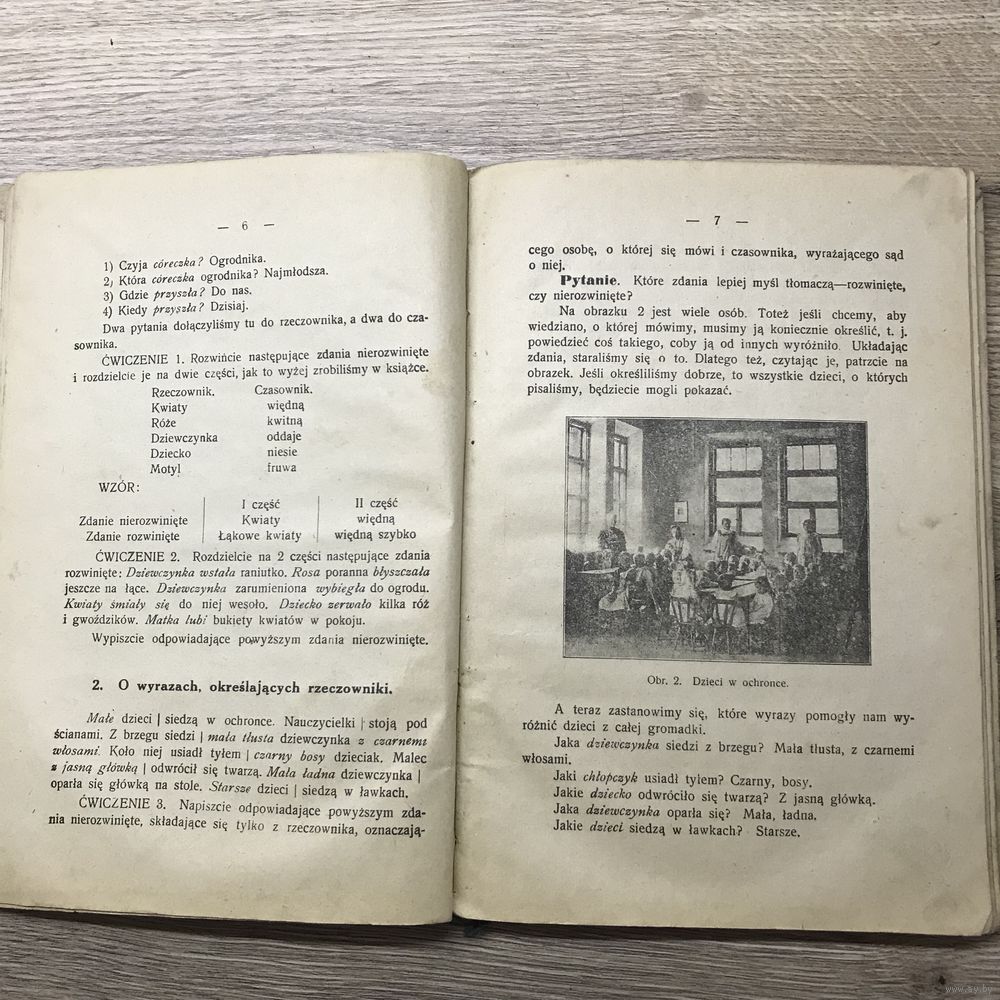 — 6 —
1) Czyja córeczka? Ogrodnika.
2) Która córeczka ogrodnika? Najmłodsza.
3) Gdzie przyszła? Do nas.
4) Kiedy przyszła? Dzisiaj.
Dwa pytania dołączyliśmy tu do rzeczownika, a dwa do cza-
sownika.
ĆWICZENIE 1. Rozwińcie następujące zdania nierozwinięte
i rozdzielcie je na dwie części, jak to wyżej zrobiliśmy w książce.
Rzeczownik. Czasownik.
Kwiaty więdną
Róże kwitną
Dziewczynka oddaje
Dziecko niesie
Motyl fruwa
WZÓR:
I część II część
Zdanie nierozwinięte Kwiaty więdną
Zdanie rozwinięte Łąkowe kwiaty więdną szybko
ĆWICZENIE 2. Rozdzielcie na 2 części następujące zdania
rozwinięte: Dziewczynka wstała raniutko. Rosa poranna błyszczała
jeszcze na łące. Dziewczynka zarumieniona wybiegła do ogrodu.
Kwiaty śmiały się do niej wesoło. Dziecko zerwało kilka róż
i gwoździków. Matka lubi bukiety kwiatów w pokoju.
Wypiszcie odpowiadające powyższym zdania nierozwinięte.
2. O wyrazach, określających rzeczowniki.
Małe dzieci | siedzą w ochronce. Nauczycielki | stoją pod
ścianami. Z brzegu siedzi | mała tłusta dziewczynka z czarnemi
włosami. Koło niej usiadł tyłem | czarny bosy dzieciak. Malec
z jasną główką | odwrócił się twarzą. Mała ładna dziewczynka |
oparła się główką na stole. Starsze dzieci | siedzą w ławkach.
ĆWICZENIE 3. Napiszcie odpowiadające powyższym zda-
nia nierozwinięte, składające się tylko z rzeczownika, oznaczają-
— 7 —
cego osobę, o której się mówi i czasownika, wyrażającego sąd
o niej.
Pytanie. Które zdania lepiej myśl tłomaczą—rozwinięte,
czy nierozwinięte?
Na obrazku 2 jest wiele osób. Toteż jeśli chcemy, aby
wiedziano, o której mówimy, musimy ją koniecznie określić, t. j.
powiedzieć coś takiego, coby ją od innych wyróżniło. Układając
zdania, staraliśmy się o to. Dlatego też, czytając je, patrzcie na
obrazek. Jeśli określiliśmy dobrze, to wszystkie dzieci, o których
pisaliśmy, będziecie mogli pokazać.
Obr. 2. Dzieci w ochronce.
A teraz zastanowimy się, które wyrazy pomogły nam wy-
różnić dzieci z całej gromadki.
Jaka dziewczynka siedzi z brzegu? Mała tłusta, z czarnemi
włosami.
Jaki chłopczyk usiadł tyłem? Czarny, bosy.
Jakie dziecko odwróciło się twarzą? Z jasną główką.
Jaka dziewczynka oparła się? Mała, ładna.
Jakie dzieci siedzą w ławkach? Starsze.
www.ay.by